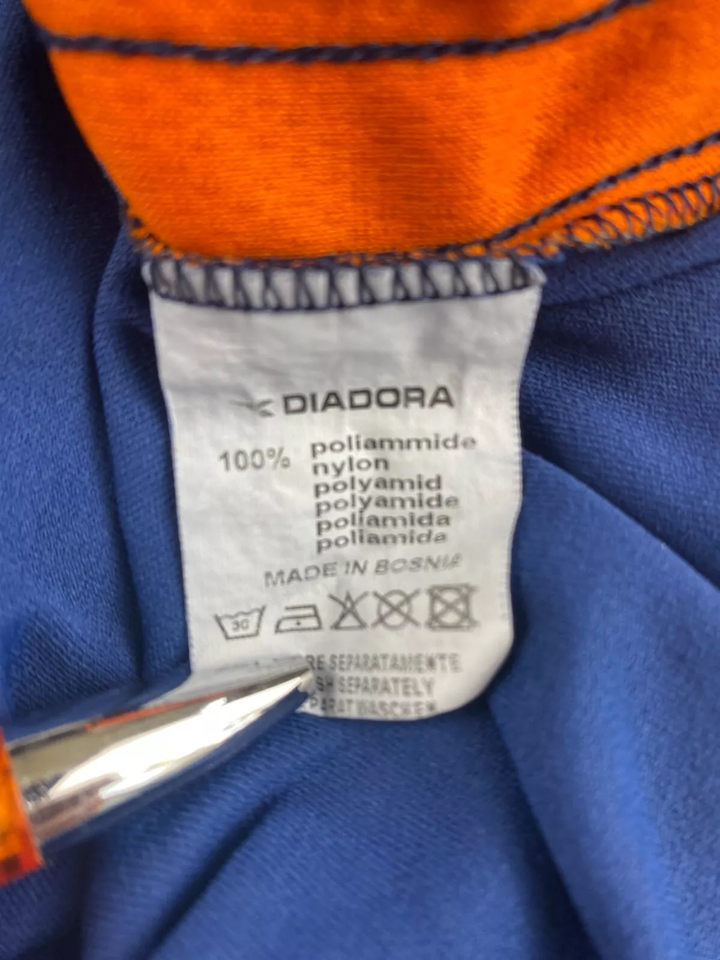 DIADORA
100% poliammide
nylon
polyamid
polyamide
poliamida
poliamida
MADE IN BOSNIA
30
SEPARATAMENTE
SEPARATELY